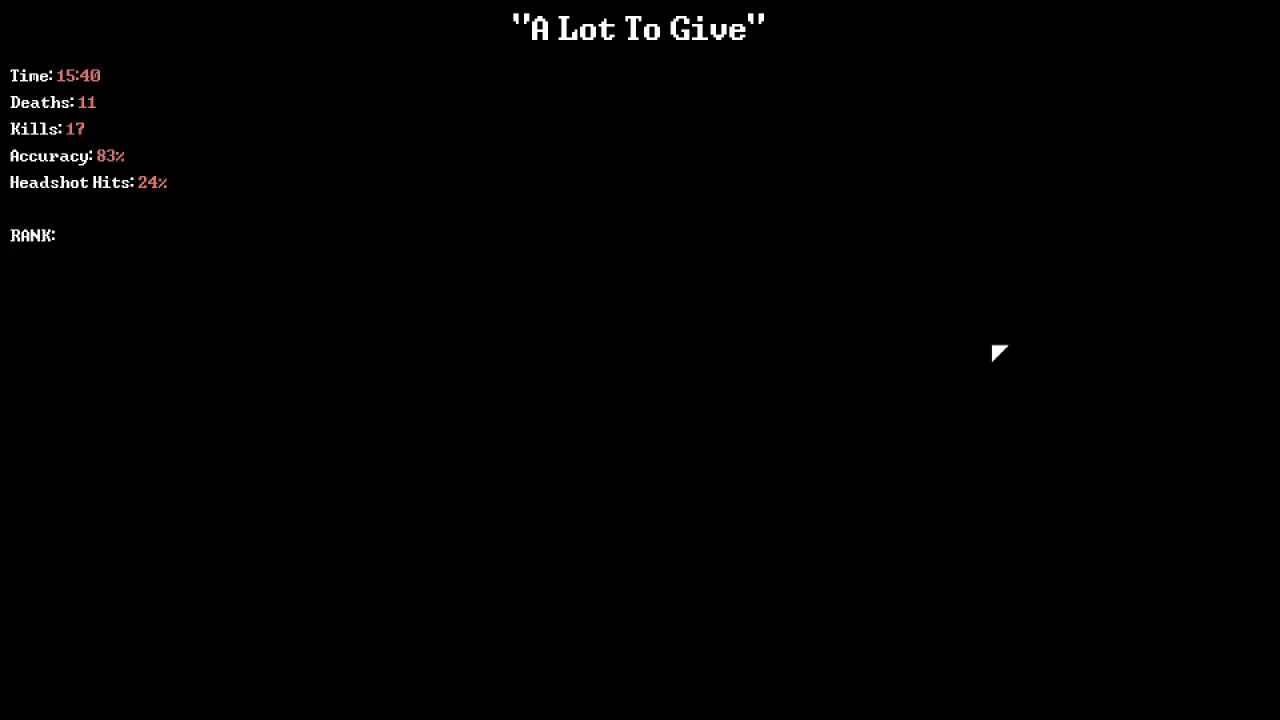 "A Lot To Give"
Time: 15:40
Deaths: 11
Kills: 17
Accuracy: 83%
Headshot Hits: 24%
RANK: